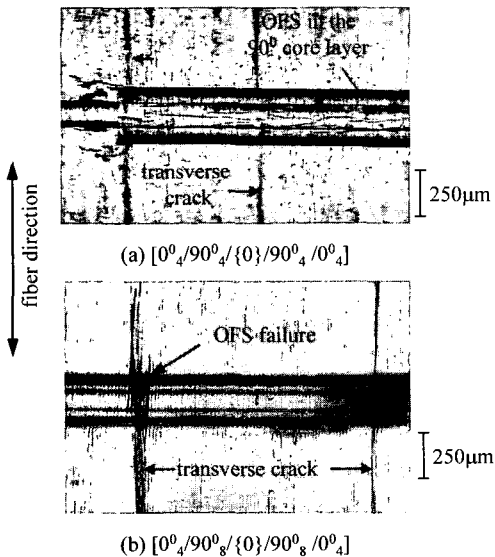 OFS in the
90⁰ core layer
transverse
crack
250µm
fiber direction
(a) [0⁰₄/90⁰₄/{0}/90⁰₄/0⁰₄]
OFS failure
transverse crack
250µm
(b) [0⁰₄/90⁰₈/{0}/90⁰₈/0⁰₄]